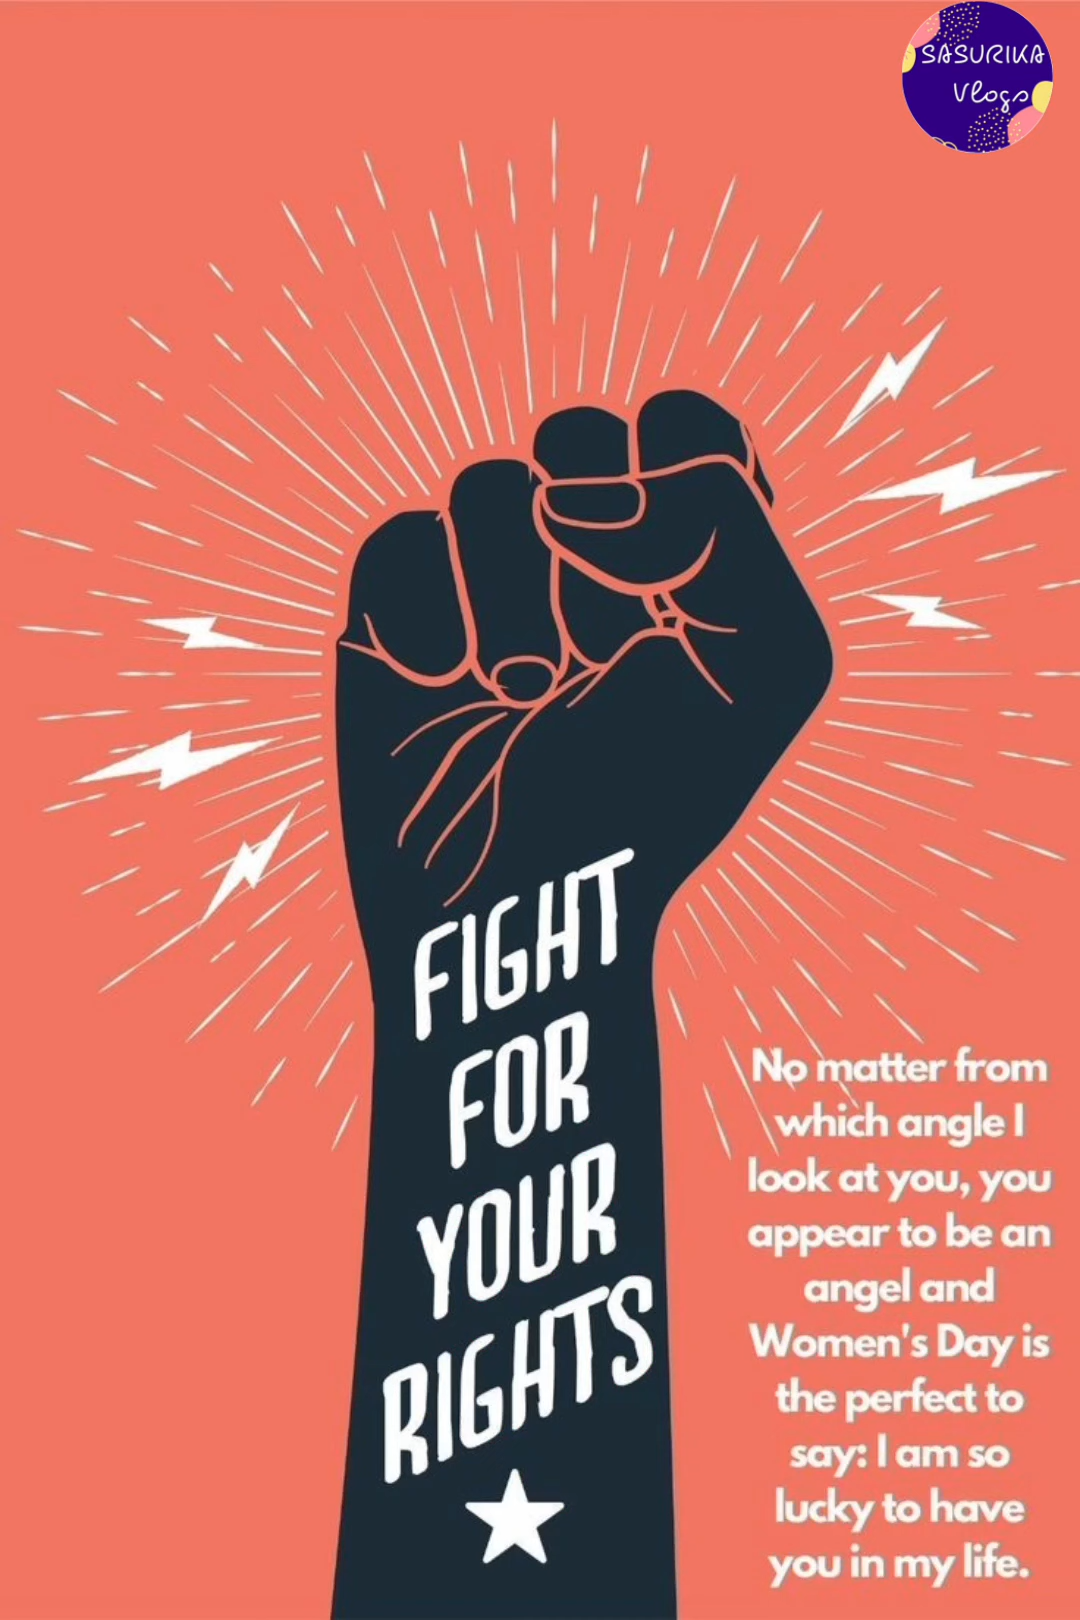 SASURIKA
Vlogs
FIGHT
FOR
YOUR
RIGHTS
No matter from
which angle I
look at you, you
appear to be an
angel and
Women's Day is
the perfect to
say: I am so
lucky to have
you in my life.